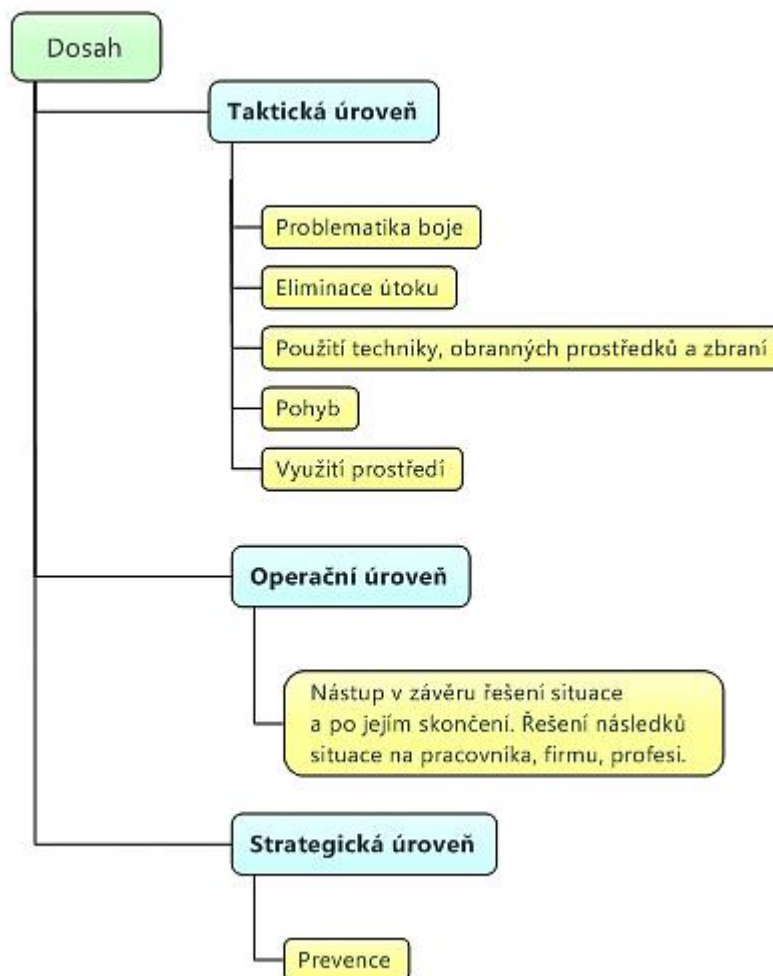 Dosah
Taktická úroveň
Problematika boje
Eliminace útoku
Použití techniky, obranných prostředků a zbraní
Pohyb
Využití prostředí
Operační úroveň
Nástup v závěru řešení situace
a po jejím skončení. Řešení následků
situace na pracovníka, firmu, profesi.
Strategická úroveň
Prevence